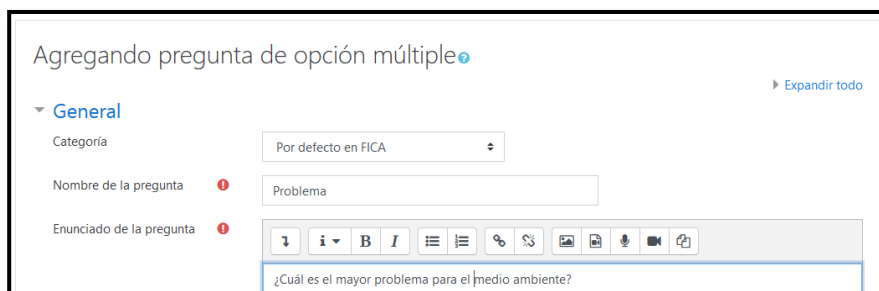 Agregando pregunta de opción múltiple
Expandir todo
General
Categoría
Por defecto en FICA
Nombre de la pregunta
Problema
Enunciado de la pregunta
B I
¿Cuál es el mayor problema para el medio ambiente?